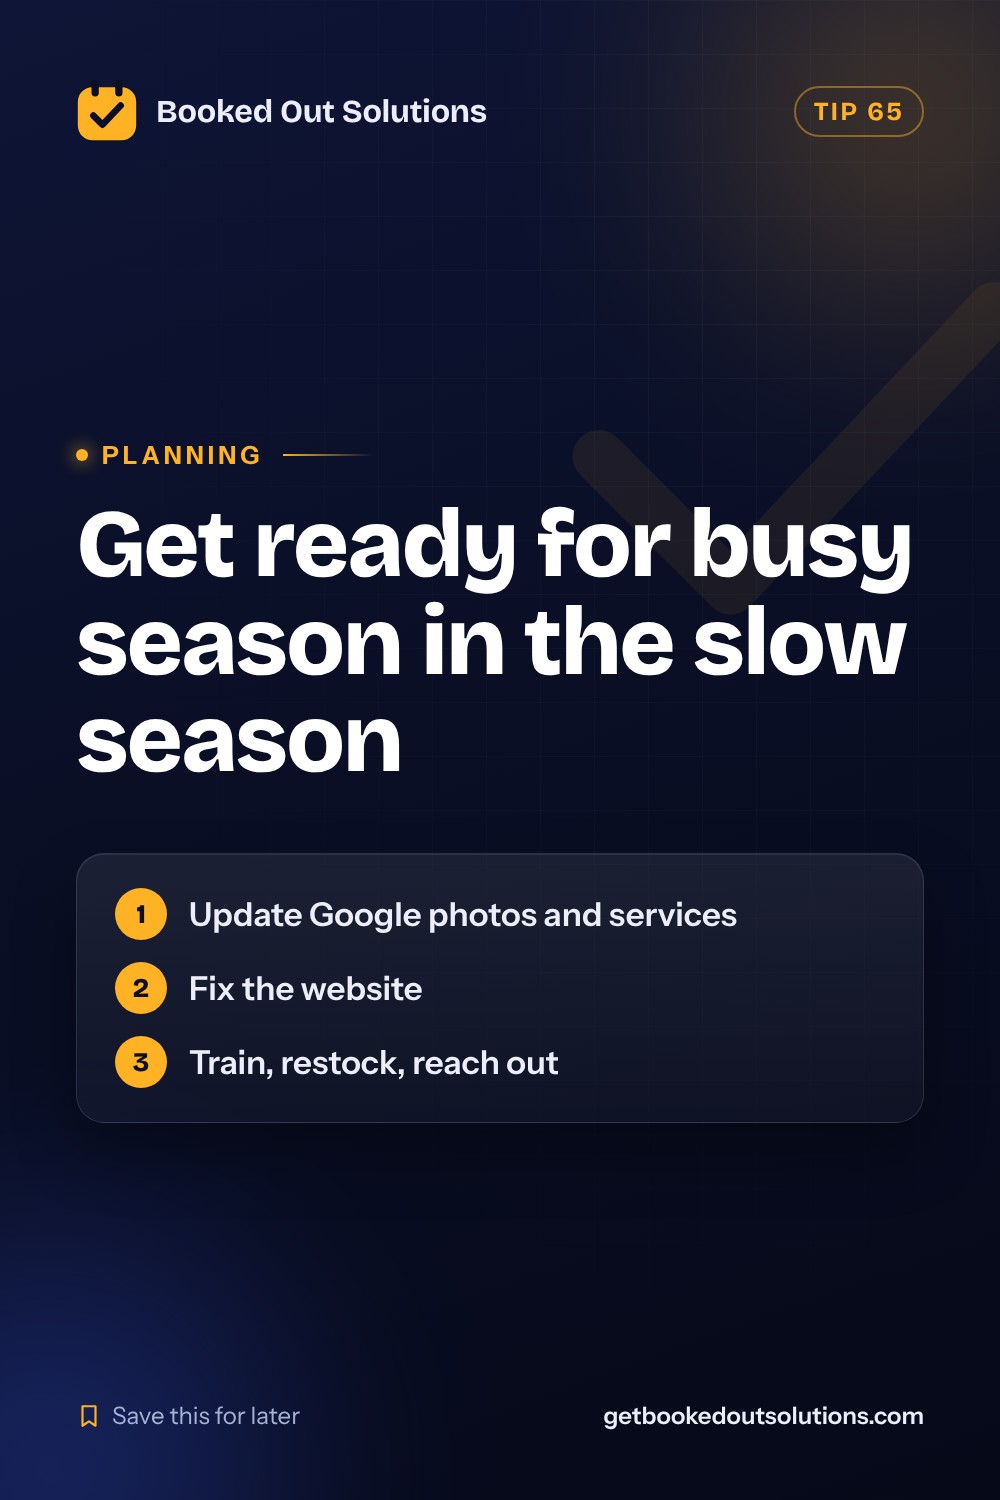 Booked Out Solutions
TIP 65
PLANNING
Get ready for busy
season in the slow
season
1 Update Google photos and services
2 Fix the website
3 Train, restock, reach out
Save this for later
getbookedoutsolutions.com